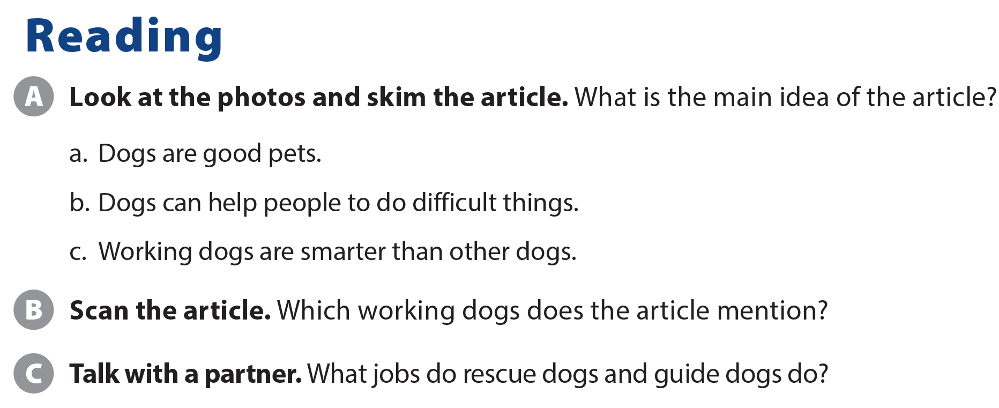 Reading
A Look at the photos and skim the article. What is the main idea of the article?
a. Dogs are good pets.
b. Dogs can help people to do difficult things.
c. Working dogs are smarter than other dogs.
B Scan the article. Which working dogs does the article mention?
C Talk with a partner. What jobs do rescue dogs and guide dogs do?